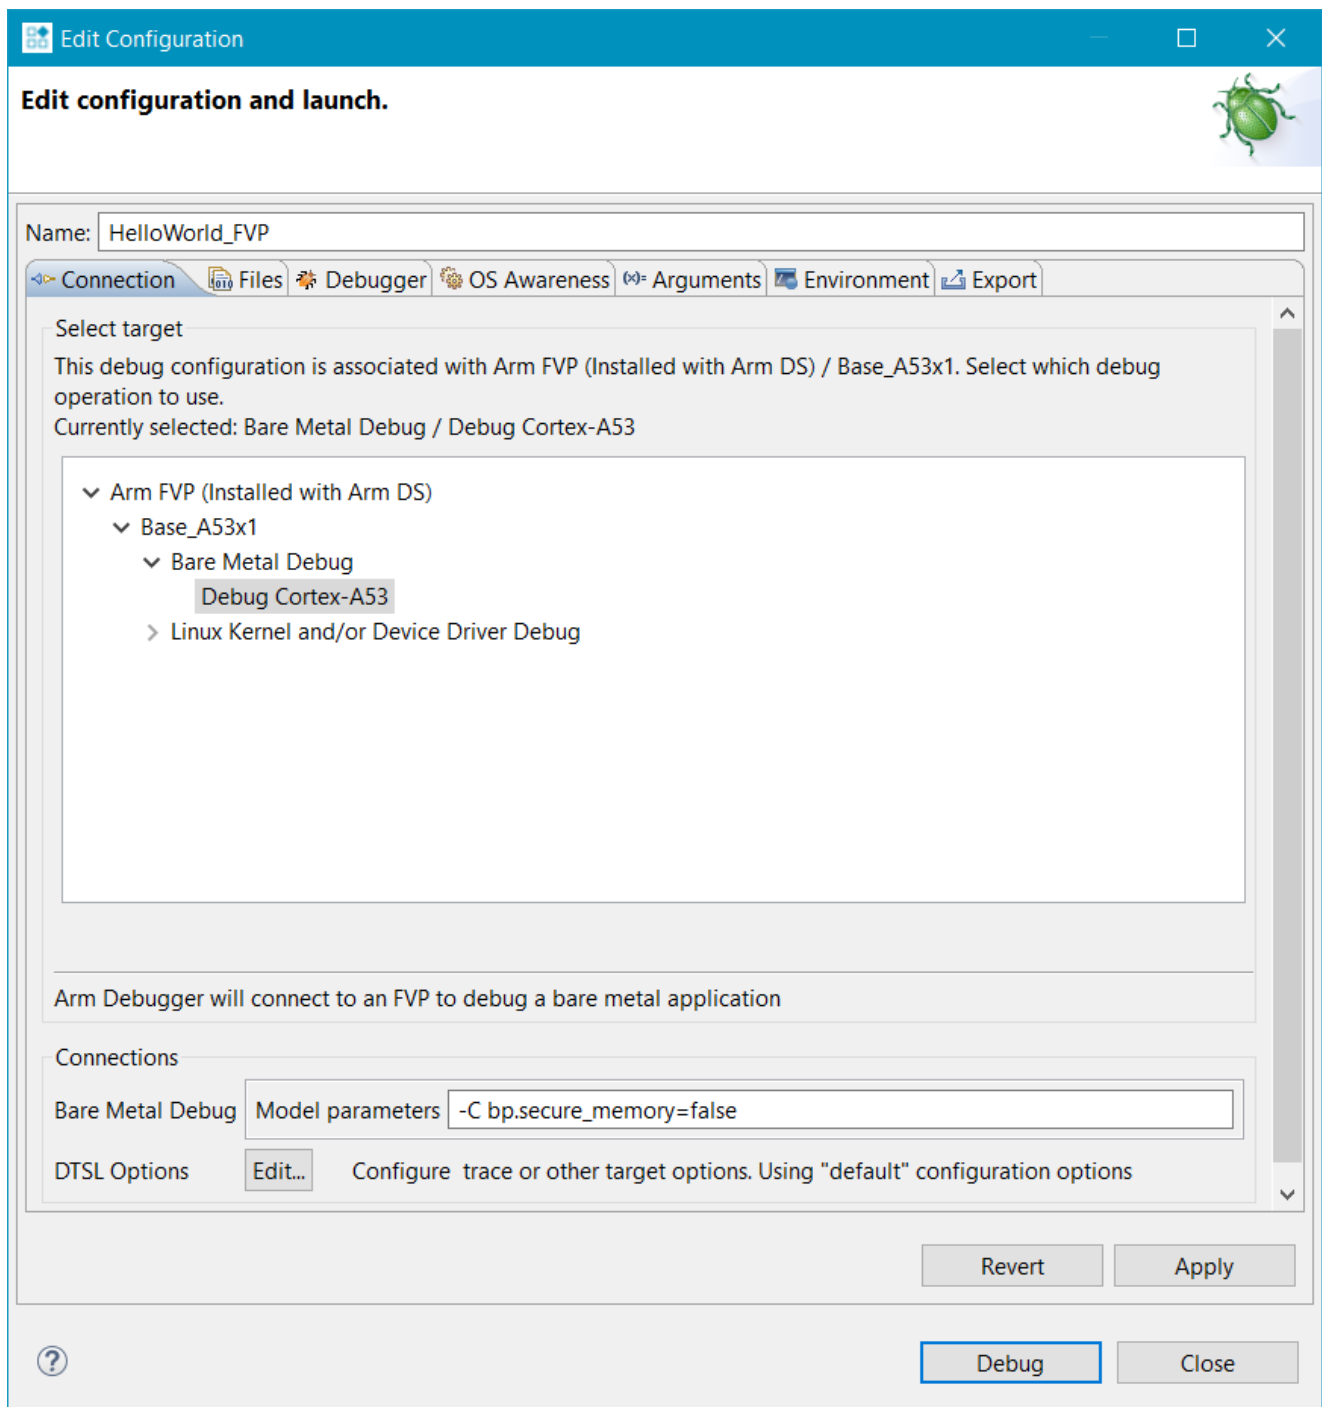 Edit Configuration
Edit configuration and launch.
Name: HelloWorld_FVP
Connection Files Debugger OS Awareness (x)= Arguments Environment Export
Select target
This debug configuration is associated with Arm FVP (Installed with Arm DS) / Base_A53x1. Select which debug
operation to use.
Currently selected: Bare Metal Debug / Debug Cortex-A53
Arm FVP (Installed with Arm DS)
Base_A53x1
Bare Metal Debug
Debug Cortex-A53
Linux Kernel and/or Device Driver Debug
Arm Debugger will connect to an FVP to debug a bare metal application
Connections
Bare Metal Debug Model parameters -C bp.secure_memory=false
DTSL Options Edit... Configure trace or other target options. Using "default" configuration options
Revert Apply
? Debug Close